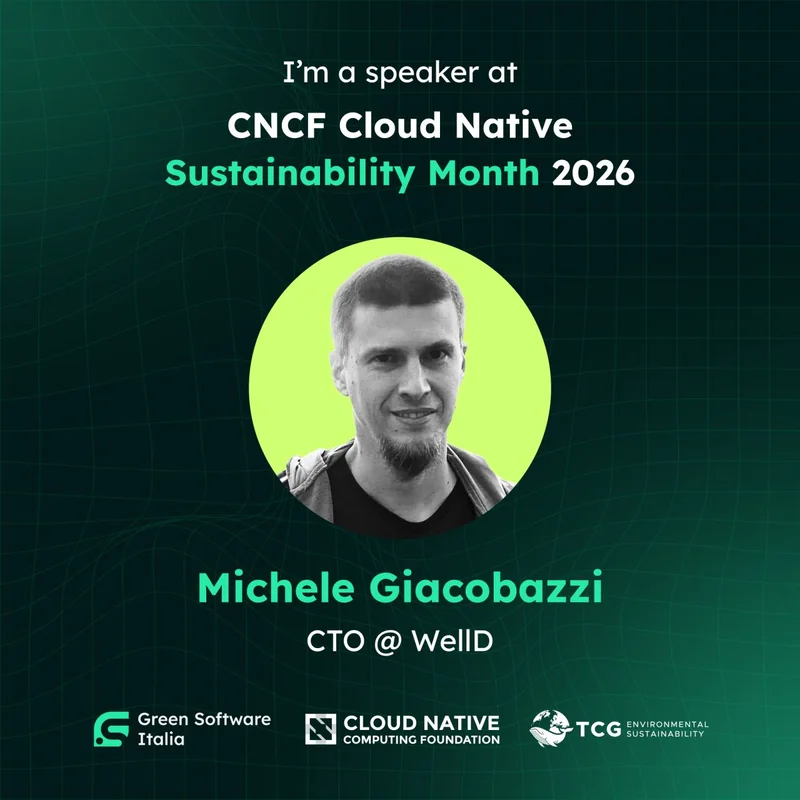 I'm a speaker at
CNCF Cloud Native
Sustainability Month 2026
Michele Giacobazzi
CTO @ WellD
Green Software
Italia
CLOUD NATIVE
COMPUTING FOUNDATION
TCG ENVIRONMENTAL
SUSTAINABILITY